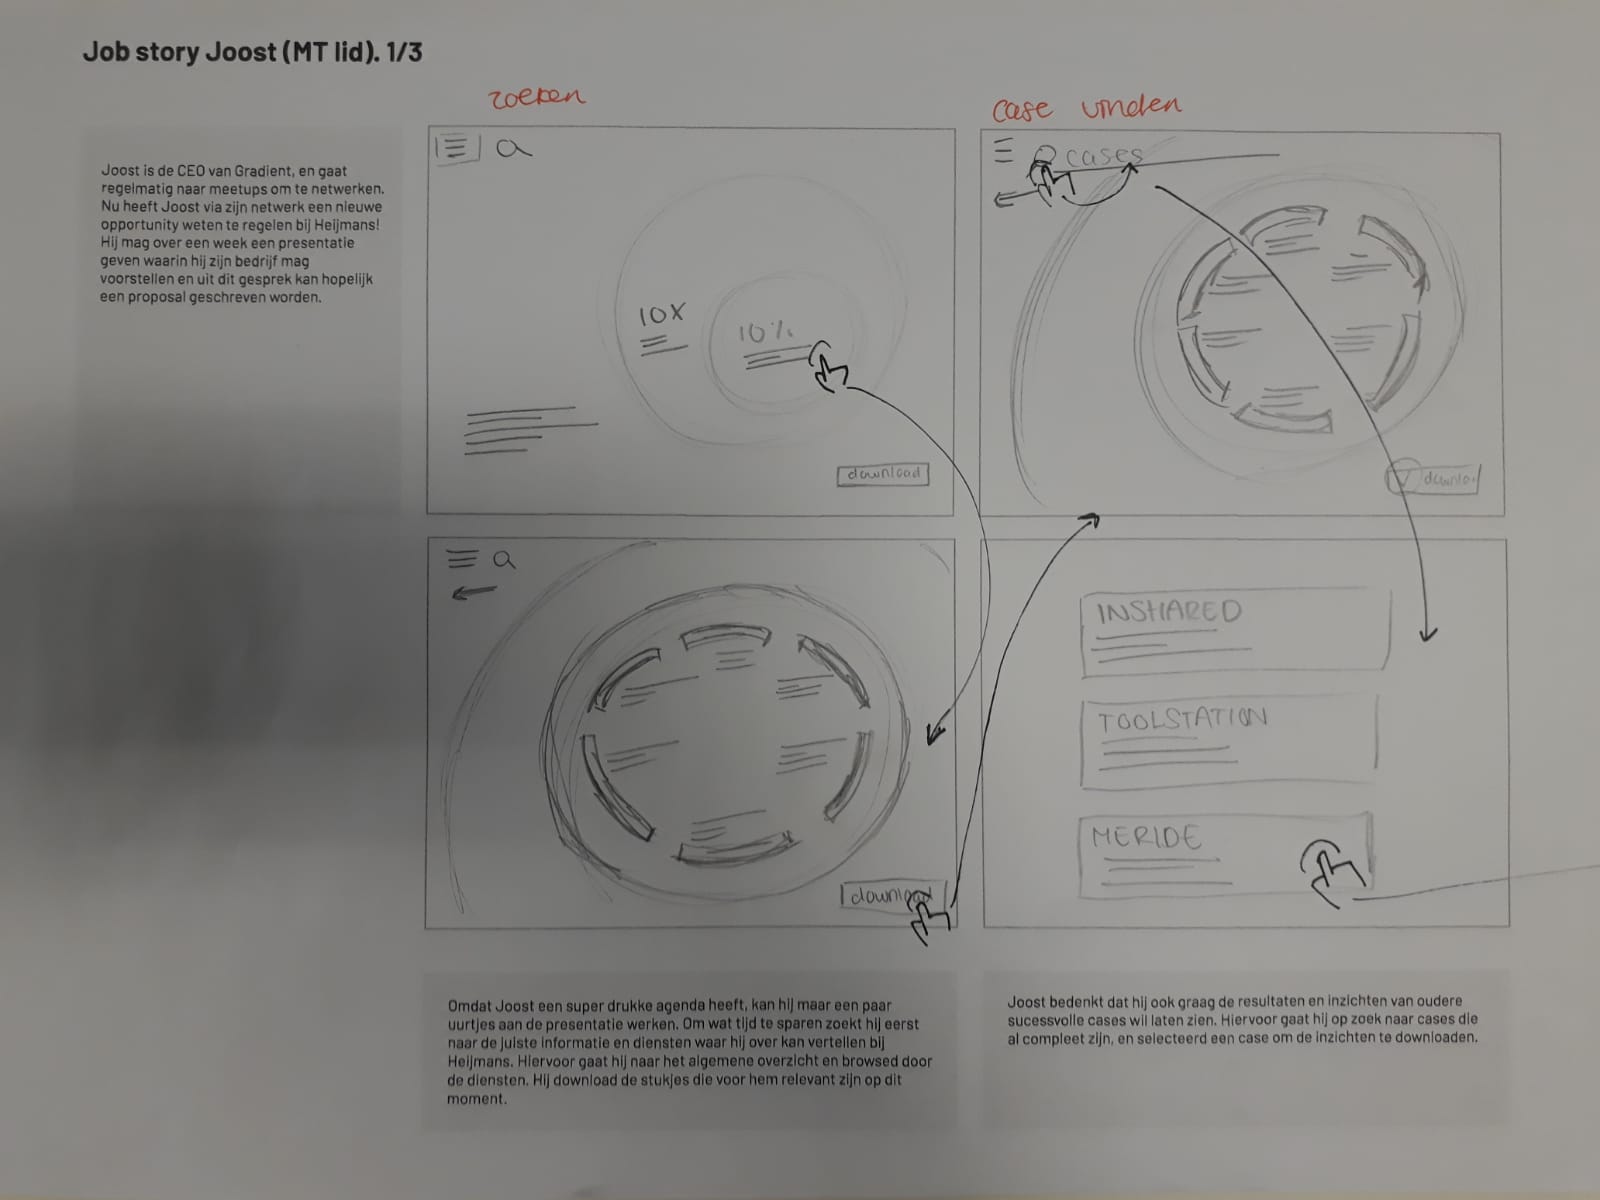 Job story Joost (MT lid). 1/3
zoeken
case vinden
Joost is de CEO van Gradient, en gaat
regelmatig naar meetups om te netwerken.
Nu heeft Joost via zijn netwerk een nieuwe
opportunity weten te regelen bij Heijmans!
Hij mag over een week een presentatie
geven waarin hij zijn bedrijf mag
voorstellen en uit dit gesprek kan hopelijk
een proposal geschreven worden.
10X
10%
download
cases
download
download
INSHARED
TOOLSTATION
MERIDE
Omdat Joost een super drukke agenda heeft, kan hij maar een paar
uurtjes aan de presentatie werken. Om wat tijd te sparen zoekt hij eerst
naar de juiste informatie en diensten waar hij over kan vertellen bij
Heijmans. Hiervoor gaat hij naar het algemene overzicht en browsed door
de diensten. Hij download de stukjes die voor hem relevant zijn op dit
moment.
Joost bedenkt dat hij ook graag de resultaten en inzichten van oudere
sucessvolle cases wil laten zien. Hiervoor gaat hij op zoek naar cases die
al compleet zijn, en selecteerd een case om de inzichten te downloaden.